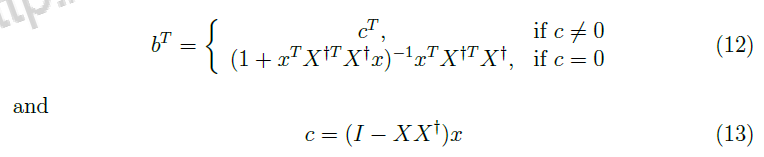 b^T = { c^T, if c ≠ 0
(1 + x^T X^{†T} X^† x)^{-1} x^T X^{†T} X^†, if c = 0 (12)
and
c = (I − XX^†)x (13)